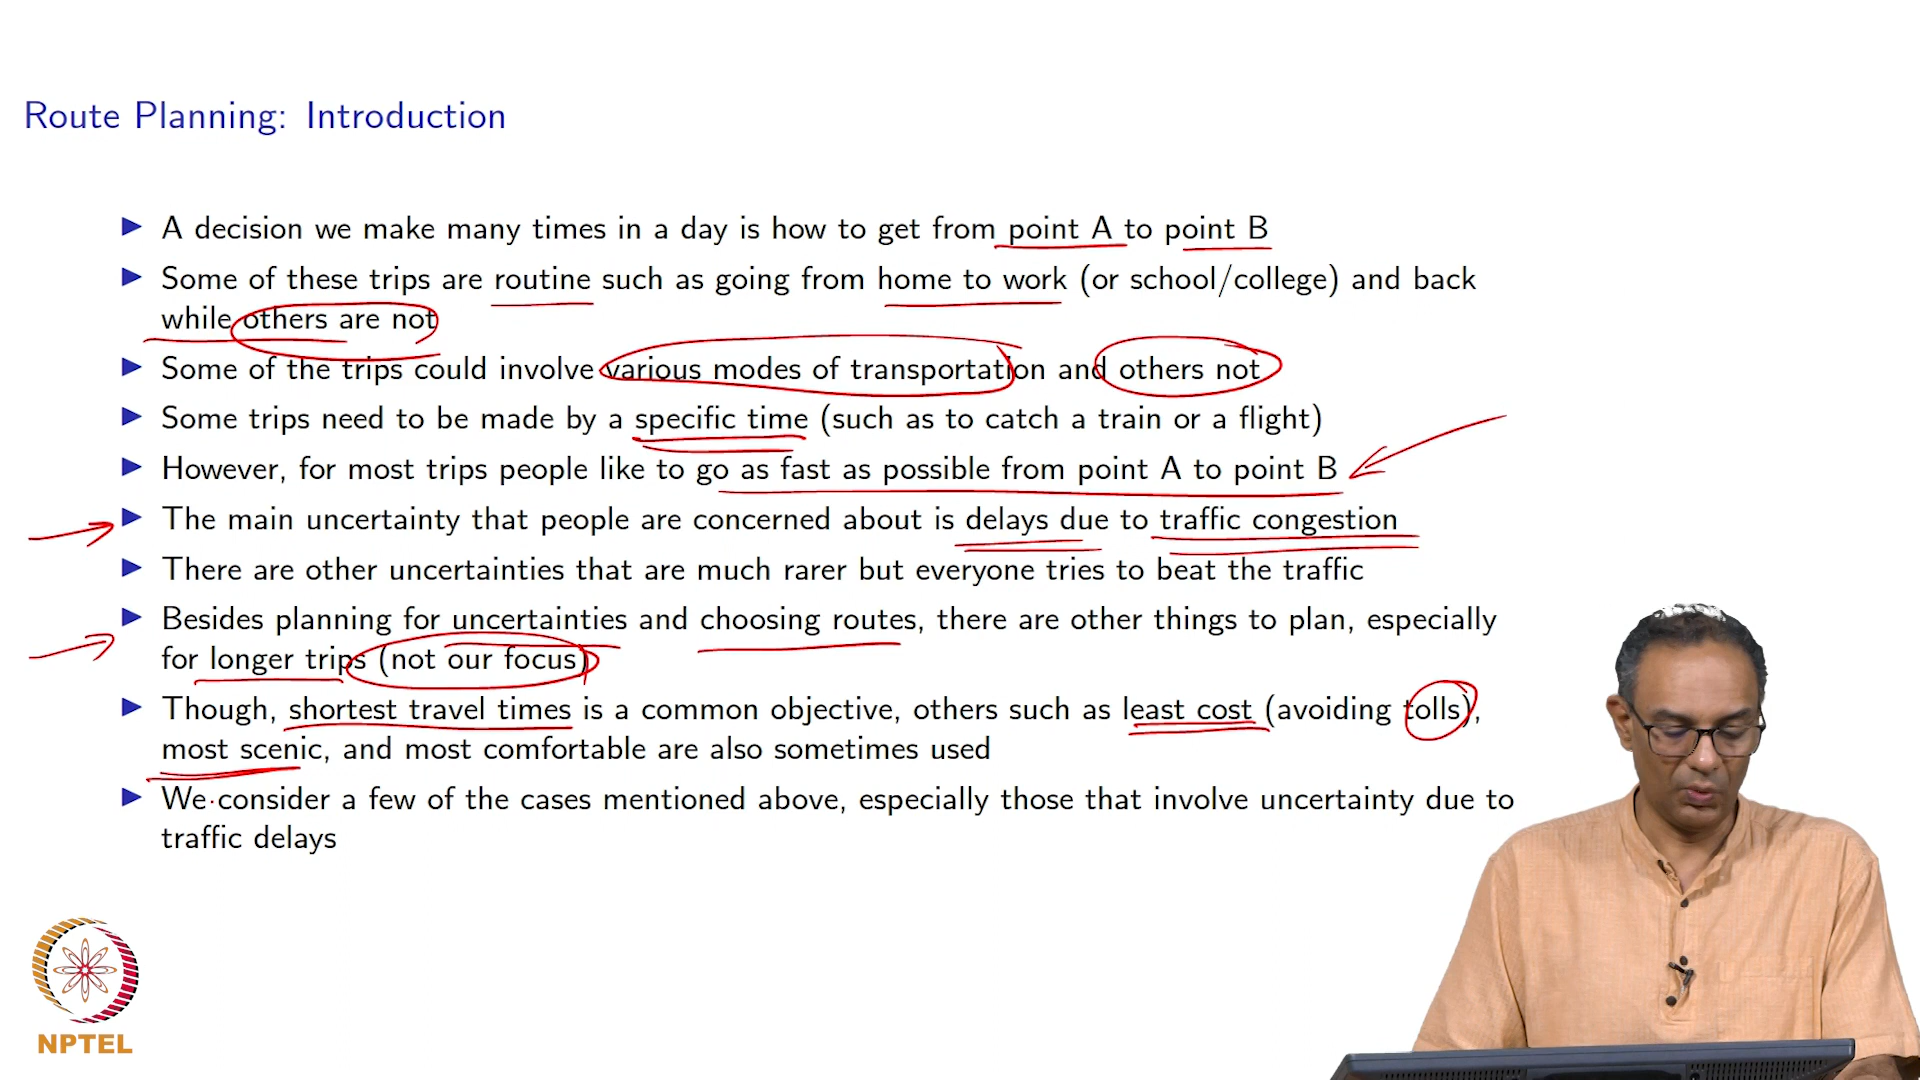 Route Planning: Introduction
A decision we make many times in a day is how to get from point A to point B
Some of these trips are routine such as going from home to work (or school/college) and back
while others are not
Some of the trips could involve various modes of transportation and others not
Some trips need to be made by a specific time (such as to catch a train or a flight)
However, for most trips people like to go as fast as possible from point A to point B
The main uncertainty that people are concerned about is delays due to traffic congestion
There are other uncertainties that are much rarer but everyone tries to beat the traffic
Besides planning for uncertainties and choosing routes, there are other things to plan, especially
for longer trips (not our focus)
Though, shortest travel times is a common objective, others such as least cost (avoiding tolls),
most scenic, and most comfortable are also sometimes used
We consider a few of the cases mentioned above, especially those that involve uncertainty due to
traffic delays
NPTEL